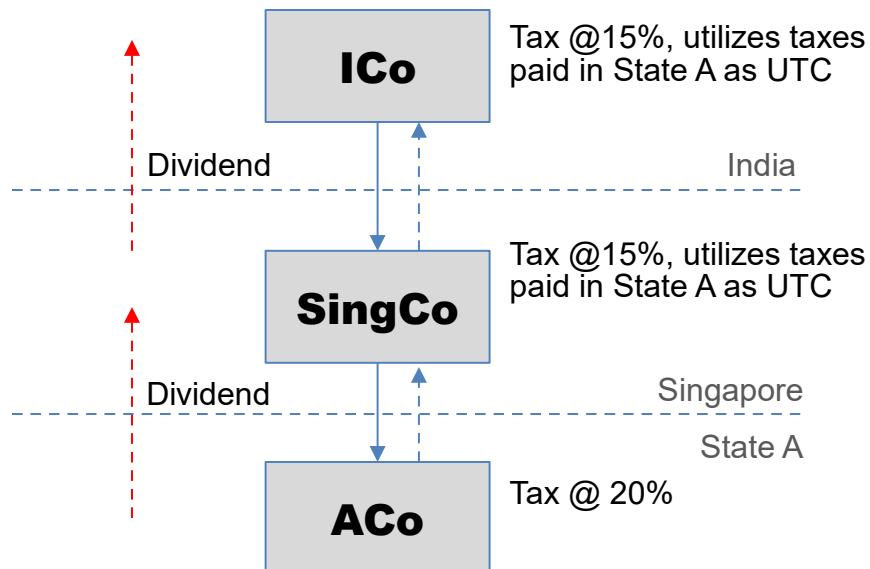 Tax @15%, utilizes taxes
paid in State A as UTC
ICo
Dividend
India
Tax @15%, utilizes taxes
paid in State A as UTC
SingCo
Dividend
Singapore
State A
Tax @ 20%
ACo